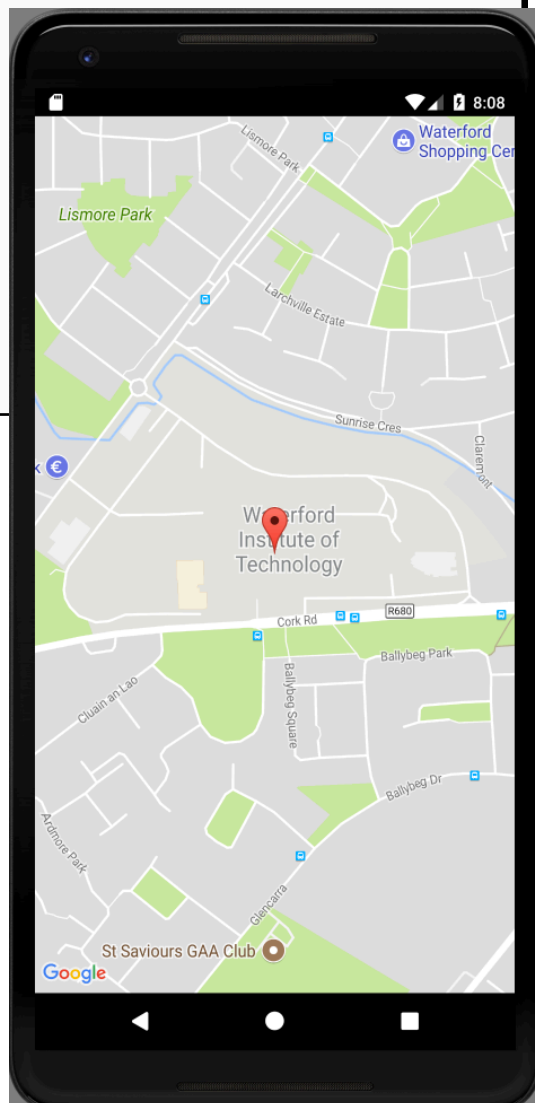 8:08
Lismore Park
Waterford
Shopping Cen
Lismore Park
Larchville Estate
Sunrise Cres
Claremont
k €
Waterford
Institute of
Technology
R680
Cork Rd
Ballybeg Park
Cluain an Lao
Ballybeg
Square
Ballybeg Dr
Ardmore Park
Glencarra
St Saviours GAA Club
Google